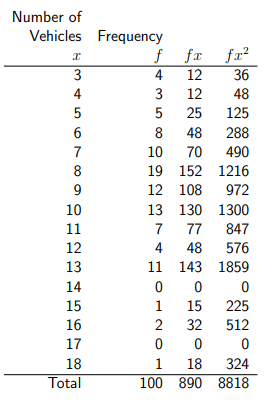 Number of
Vehicles Frequency
x f fx fx²
3 4 12 36
4 3 12 48
5 5 25 125
6 8 48 288
7 10 70 490
8 19 152 1216
9 12 108 972
10 13 130 1300
11 7 77 847
12 4 48 576
13 11 143 1859
14 0 0 0
15 1 15 225
16 2 32 512
17 0 0 0
18 1 18 324
Total 100 890 8818